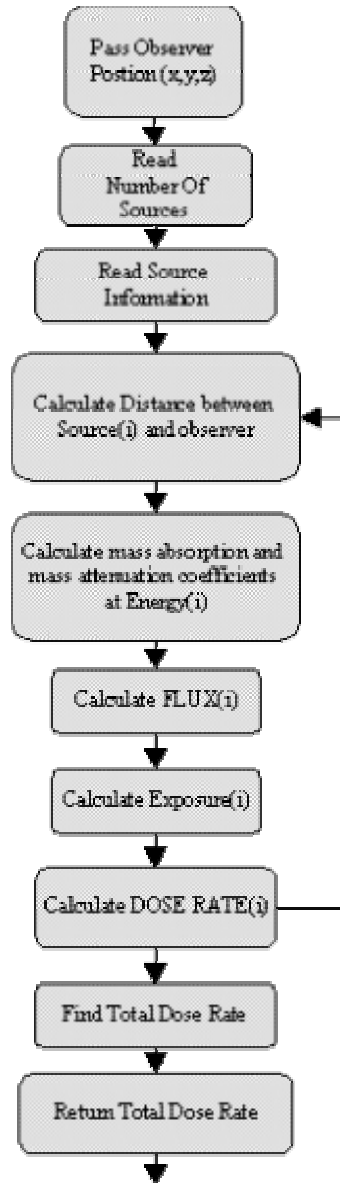 Pass Observer
Postion (x,y,z)
Read
Number Of
Sources
Read Source
Information
Calculate Distance between
Source(i) and observer
Calculate mass absorption and
mass attenuation coefficients
at Energy(i)
Calculate FLUX(i)
Calculate Exposure(i)
Calculate DOSE RATE(i)
Find Total Dose Rate
Return Total Dose Rate